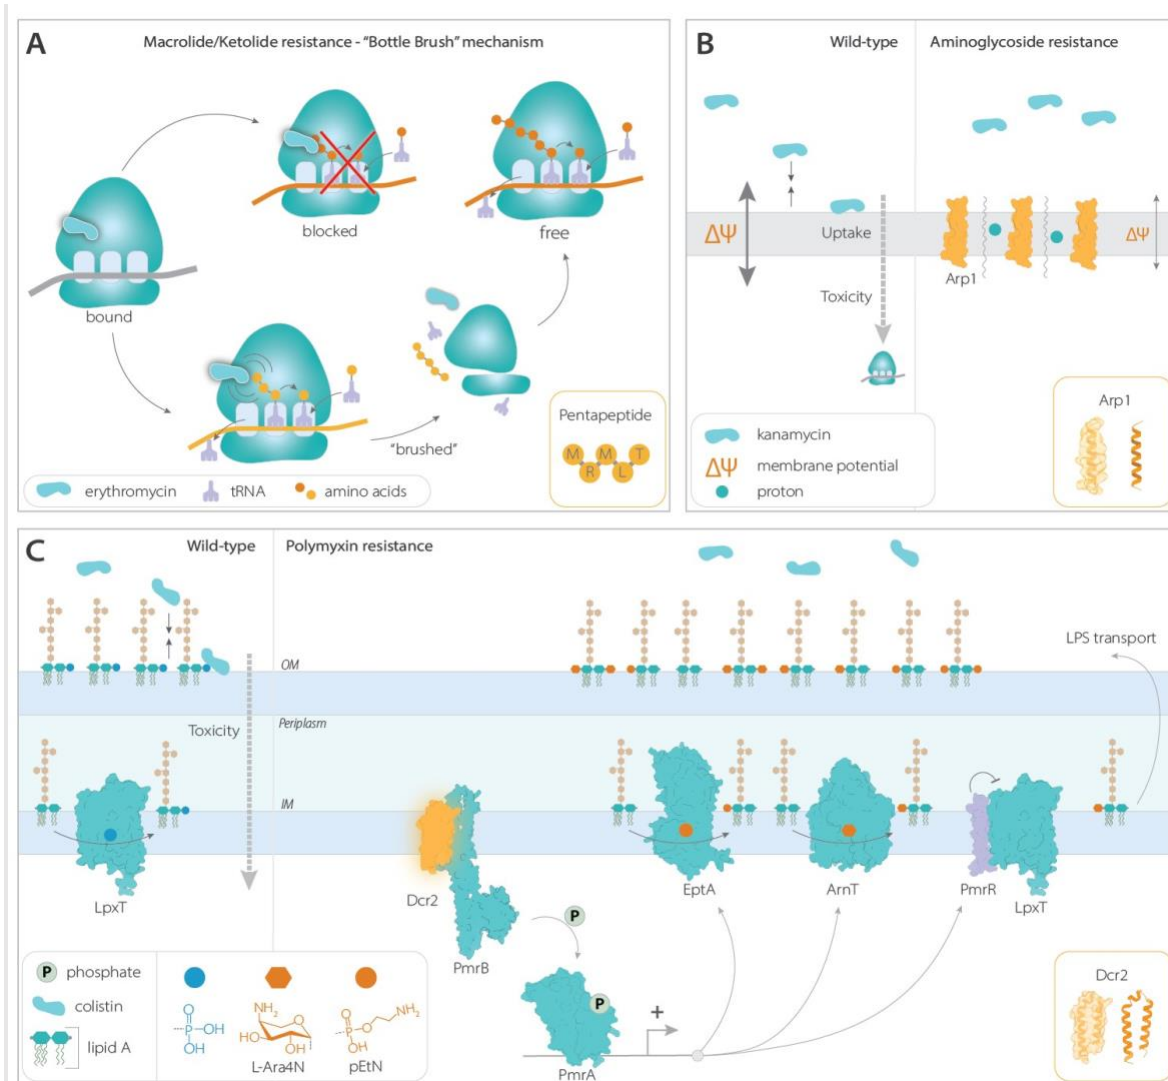 A
Macrolide/Ketolide resistance - "Bottle Brush" mechanism
blocked
free
bound
"brushed"
Pentapeptide
M R M L T
erythromycin
tRNA
amino acids
B
Wild-type
Aminoglycoside resistance
ΔΨ
Uptake
ΔΨ
Arp1
Toxicity
kanamycin
ΔΨ
membrane potential
proton
Arp1
C
Wild-type
Polymyxin resistance
LPS transport
OM
Toxicity
Periplasm
IM
LpxT
Dcr2
PmrB
P
EptA
ArnT
PmrR
LpxT
P
PmrA
+
P
phosphate
colistin
lipid A
O
P
OH
OH
NH2
O
HO
OH
L-Ara4N
O
P
O
NH2
OH
pEtN
Dcr2